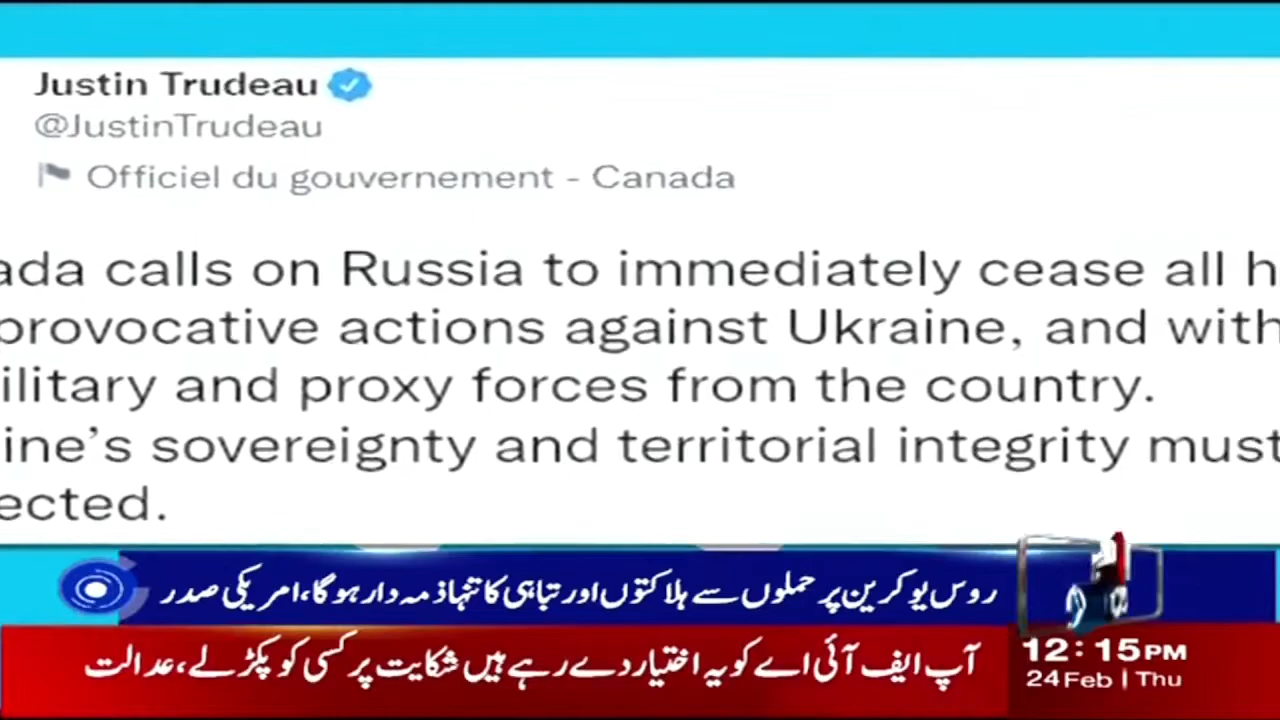 Justin Trudeau
@JustinTrudeau
Officiel du gouvernement - Canada
ada calls on Russia to immediately cease all h
provocative actions against Ukraine, and with
ilitary and proxy forces from the country.
ine’s sovereignty and territorial integrity must
ected.
روس یوکرین پر حملوں سے ہلاکتوں اور تباہی کا تنہا ذمہ دار ہوگا، امریکی صدر
آپ ایف آئی اے کو یہ اختیار دے رہے ہیں شکایت پر کسی کو پکڑ لے، عدالت
12:15PM
24 Feb | Thu